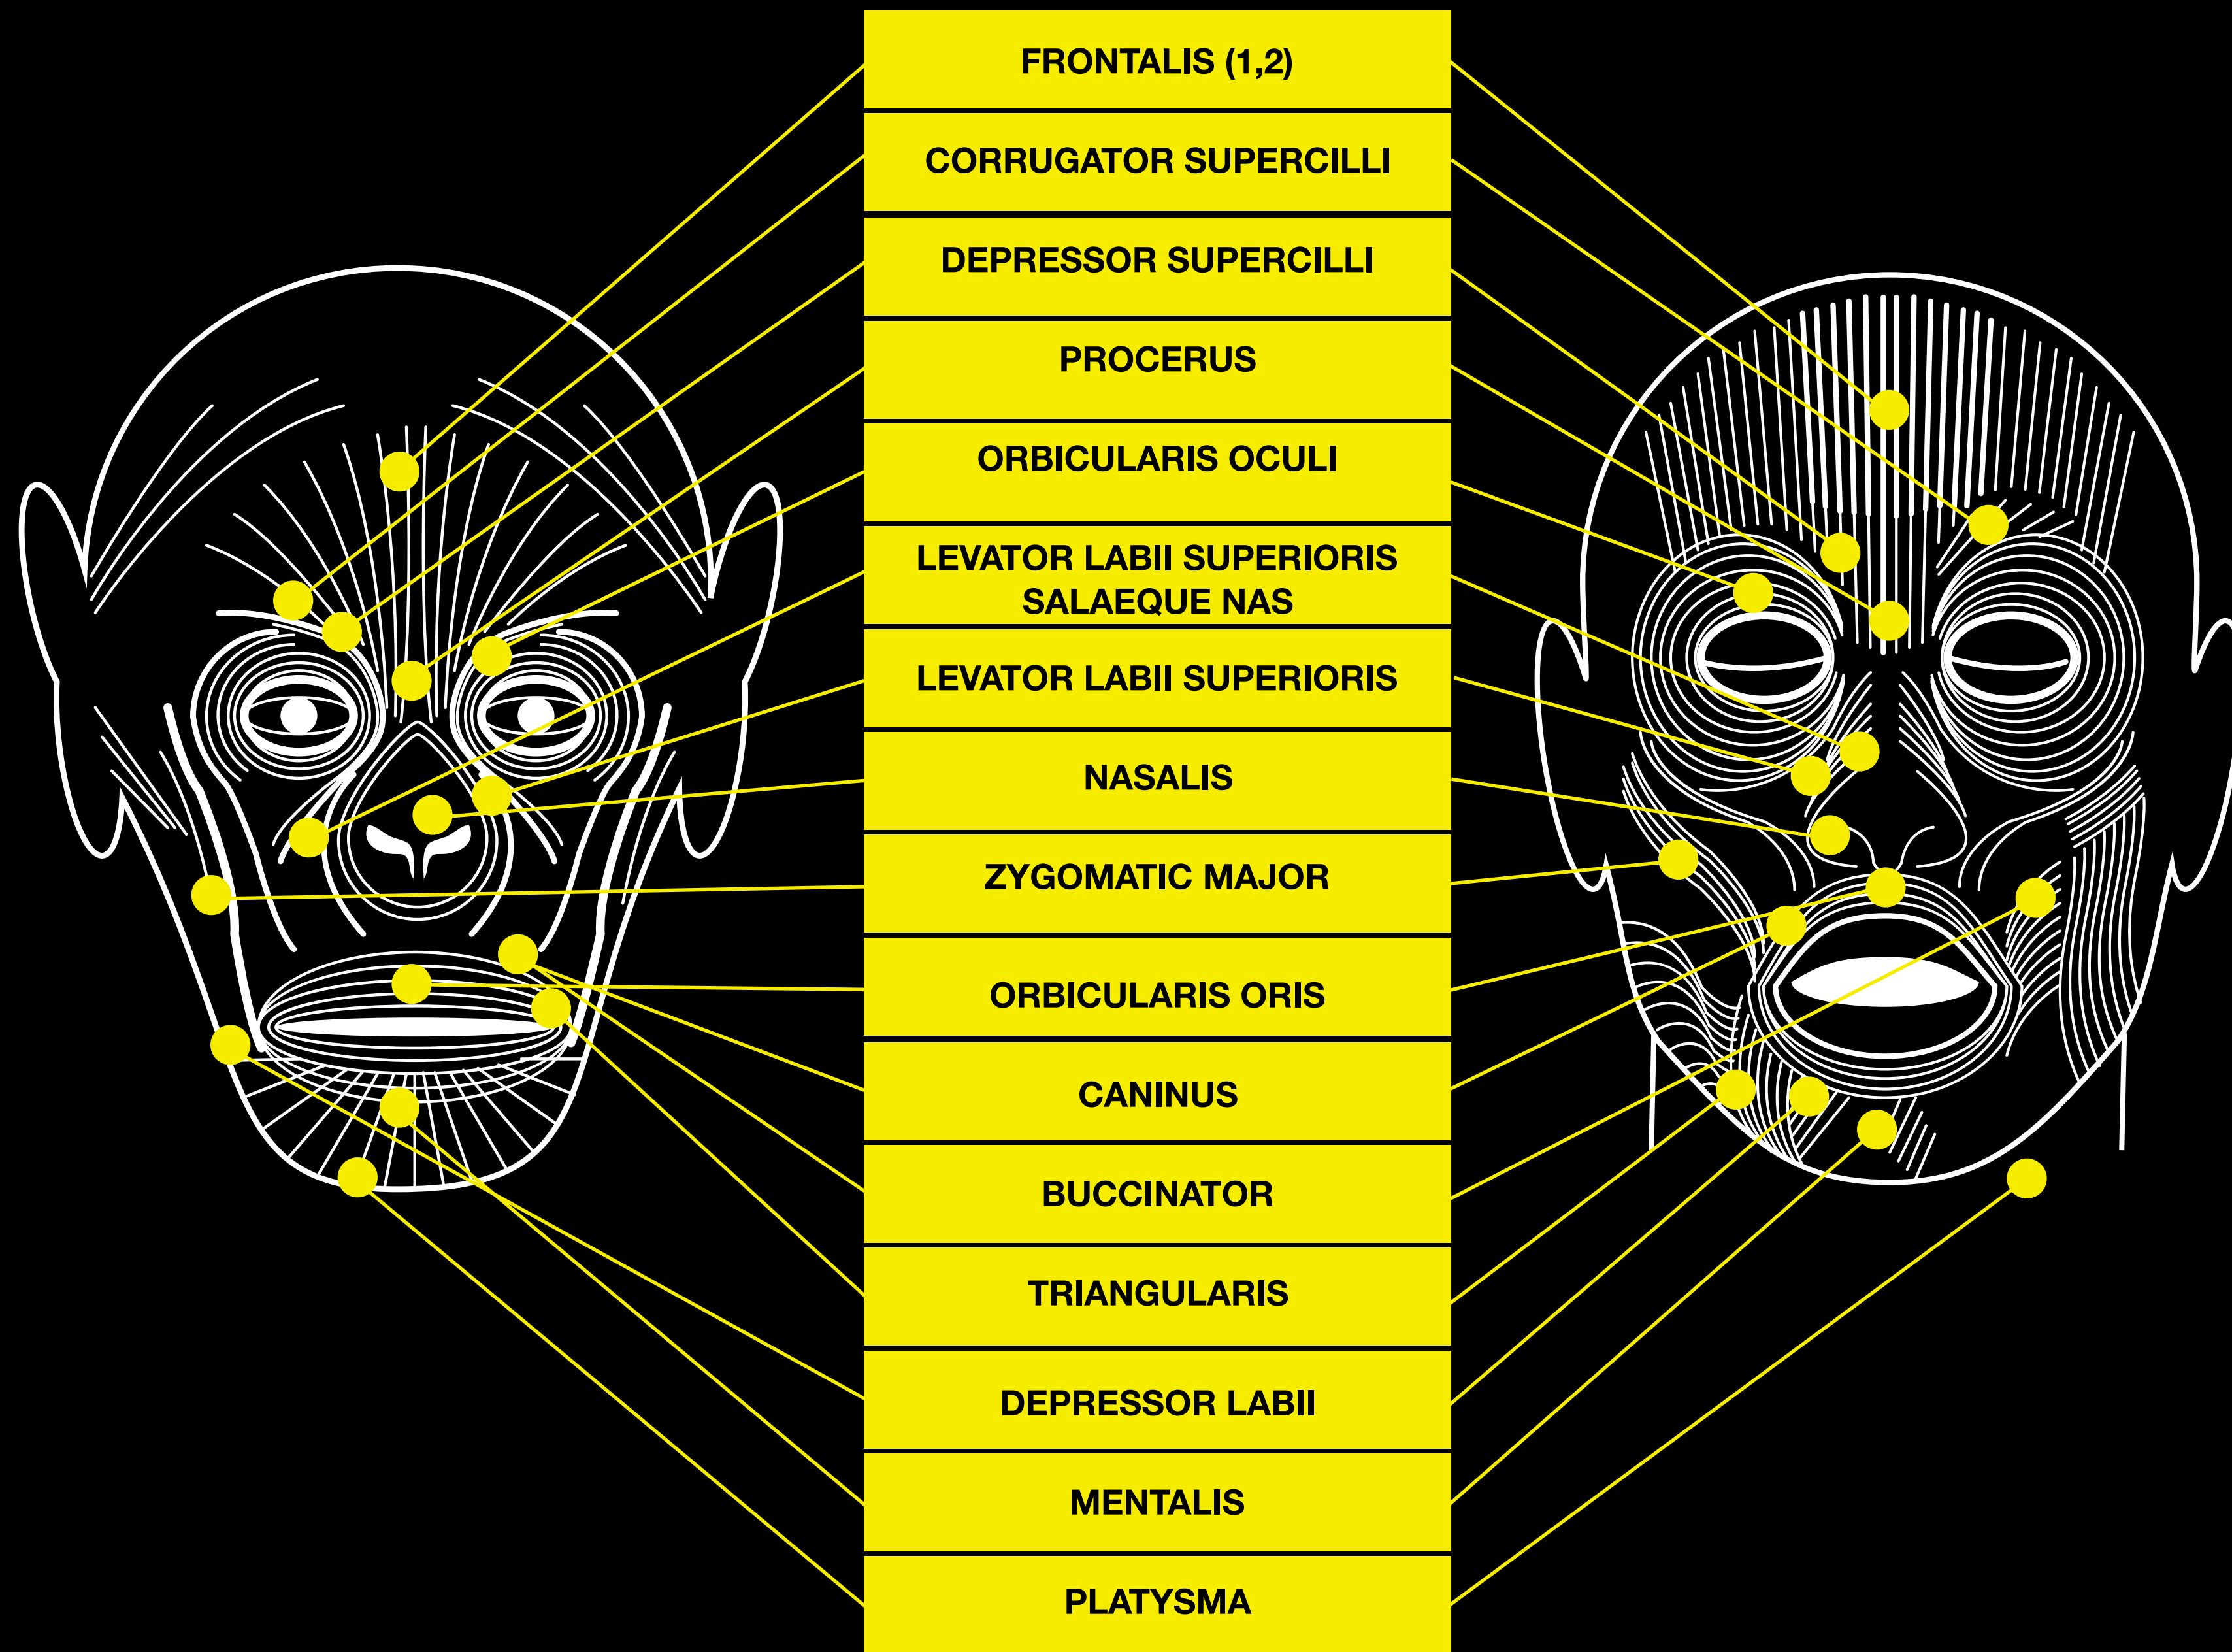 FRONTALIS (1,2)
CORRUGATOR SUPERCILLI
DEPRESSOR SUPERCILLI
PROCERUS
ORBICULARIS OCULI
LEVATOR LABII SUPERIORIS
SALAEQUE NAS
LEVATOR LABII SUPERIORIS
NASALIS
ZYGOMATIC MAJOR
ORBICULARIS ORIS
CANINUS
BUCCINATOR
TRIANGULARIS
DEPRESSOR LABII
MENTALIS
PLATYSMA